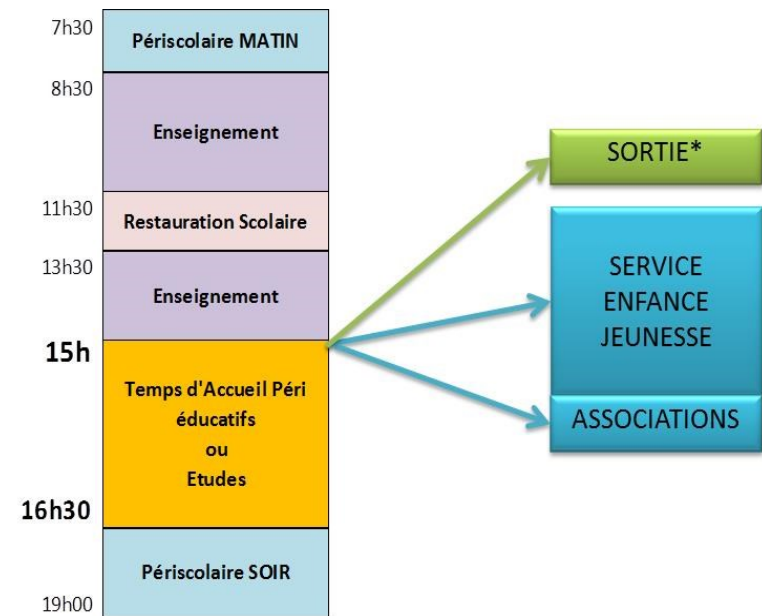 7h30
Périscolaire MATIN
8h30
Enseignement
SORTIE*
11h30
Restauration Scolaire
13h30
Enseignement
SERVICE
ENFANCE
JEUNESSE
15h
Temps d'Accueil Péri
éducatifs
ou
Etudes
ASSOCIATIONS
16h30
Périscolaire SOIR
19h00